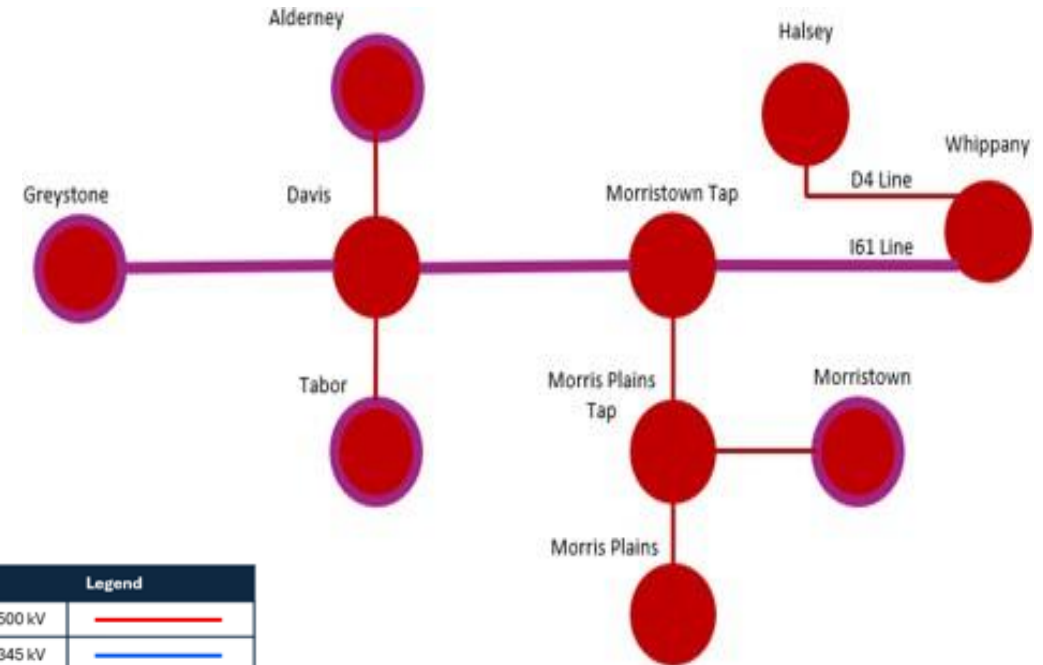 Alderney
Halsey
Whippany
Greystone
Davis
Morristown Tap
D4 Line
I61 Line
Tabor
Morris Plains
Tap
Morristown
Morris Plains
Legend
500 kV
345 kV